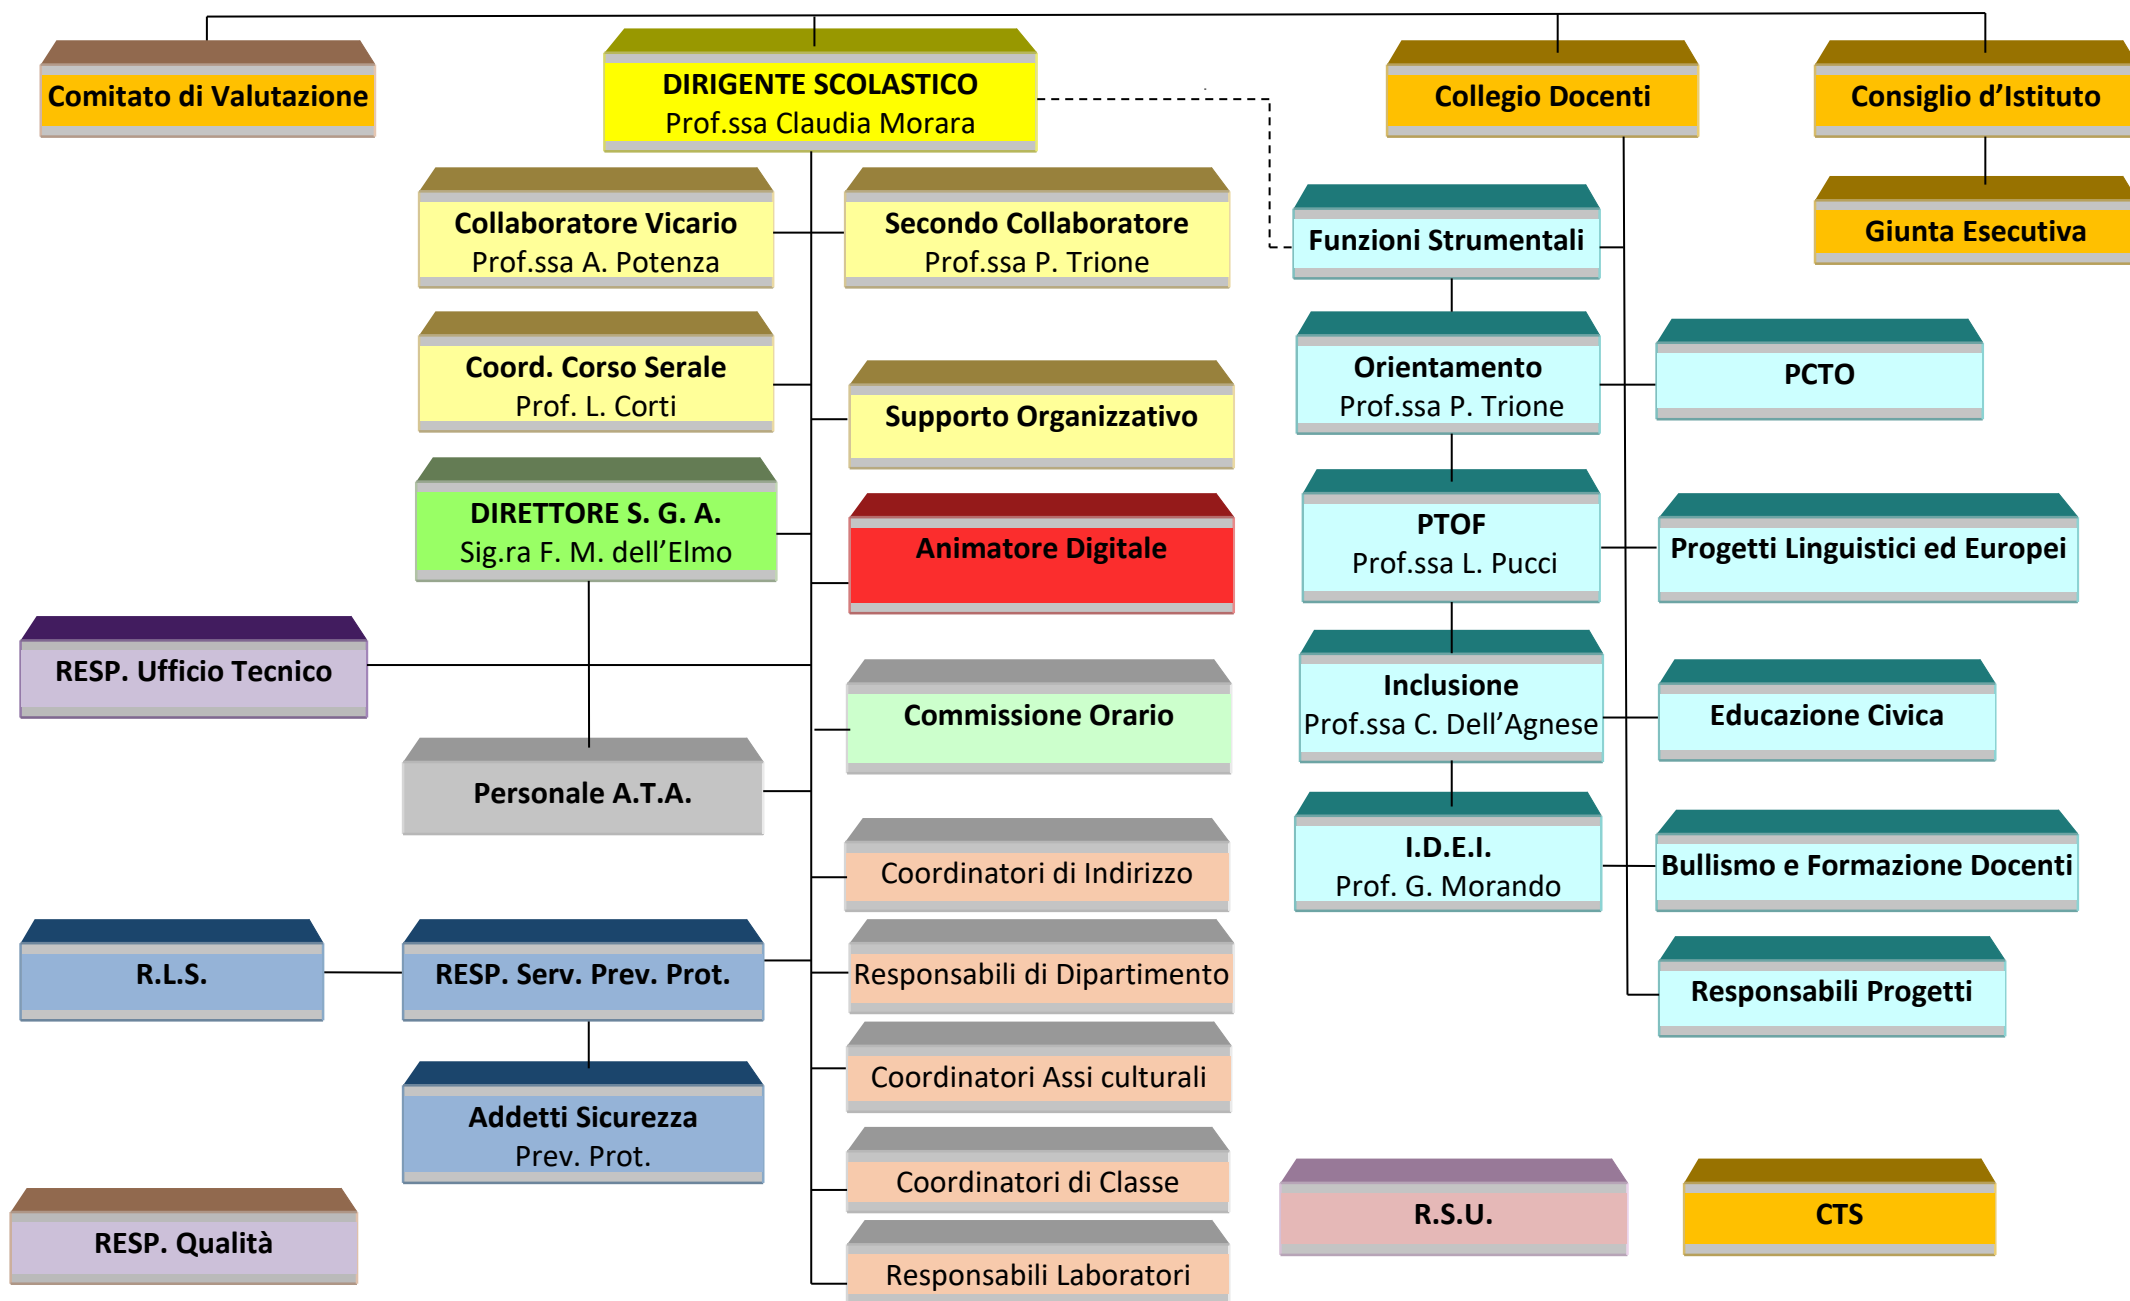 Comitato di Valutazione
DIRIGENTE SCOLASTICO
Prof.ssa Claudia Morara
Collegio Docenti
Consiglio d’Istituto
Collaboratore Vicario
Prof.ssa A. Potenza
Secondo Collaboratore
Prof.ssa P. Trione
Funzioni Strumentali
Giunta Esecutiva
Coord. Corso Serale
Prof. L. Corti
Supporto Organizzativo
Orientamento
Prof.ssa P. Trione
PCTO
DIRETTORE S. G. A.
Sig.ra F. M. dell’Elmo
Animatore Digitale
PTOF
Prof.ssa L. Pucci
Progetti Linguistici ed Europei
RESP. Ufficio Tecnico
Commissione Orario
Inclusione
Prof.ssa C. Dell’Agnese
Educazione Civica
Personale A.T.A.
Coordinatori di Indirizzo
I.D.E.I.
Prof. G. Morando
Bullismo e Formazione Docenti
R.L.S.
RESP. Serv. Prev. Prot.
Responsabili di Dipartimento
Responsabili Progetti
Addetti Sicurezza
Prev. Prot.
Coordinatori Assi culturali
Coordinatori di Classe
R.S.U.
CTS
RESP. Qualità
Responsabili Laboratori